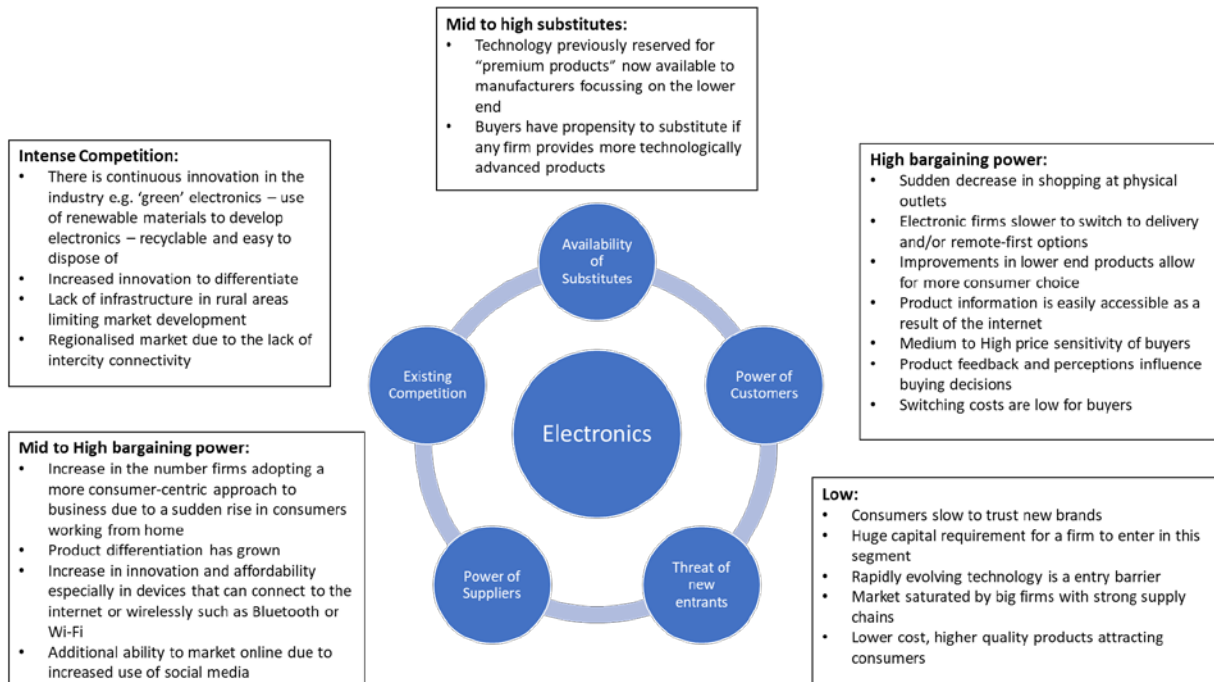 Mid to high substitutes:
• Technology previously reserved for
“premium products” now available to
manufacturers focussing on the lower
end
• Buyers have propensity to substitute if
any firm provides more technologically
advanced products
Intense Competition:
• There is continuous innovation in the
industry e.g. ‘green’ electronics – use
of renewable materials to develop
electronics – recyclable and easy to
dispose of
• Increased innovation to differentiate
• Lack of infrastructure in rural areas
limiting market development
• Regionalised market due to the lack of
intercity connectivity
High bargaining power:
• Sudden decrease in shopping at physical
outlets
• Electronic firms slower to switch to delivery
and/or remote-first options
• Improvements in lower end products allow
for more consumer choice
• Product information is easily accessible as a
result of the internet
• Medium to High price sensitivity of buyers
• Product feedback and perceptions influence
buying decisions
• Switching costs are low for buyers
Availability
of
Substitutes
Existing
Competition
Power of
Customers
Electronics
Power of
Suppliers
Threat of
new
entrants
Mid to High bargaining power:
• Increase in the number firms adopting a
more consumer-centric approach to
business due to a sudden rise in consumers
working from home
• Product differentiation has grown
• Increase in innovation and affordability
especially in devices that can connect to the
internet or wirelessly such as Bluetooth or
Wi-Fi
• Additional ability to market online due to
increased use of social media
Low:
• Consumers slow to trust new brands
• Huge capital requirement for a firm to enter in this
segment
• Rapidly evolving technology is a entry barrier
• Market saturated by big firms with strong supply
chains
• Lower cost, higher quality products attracting
consumers